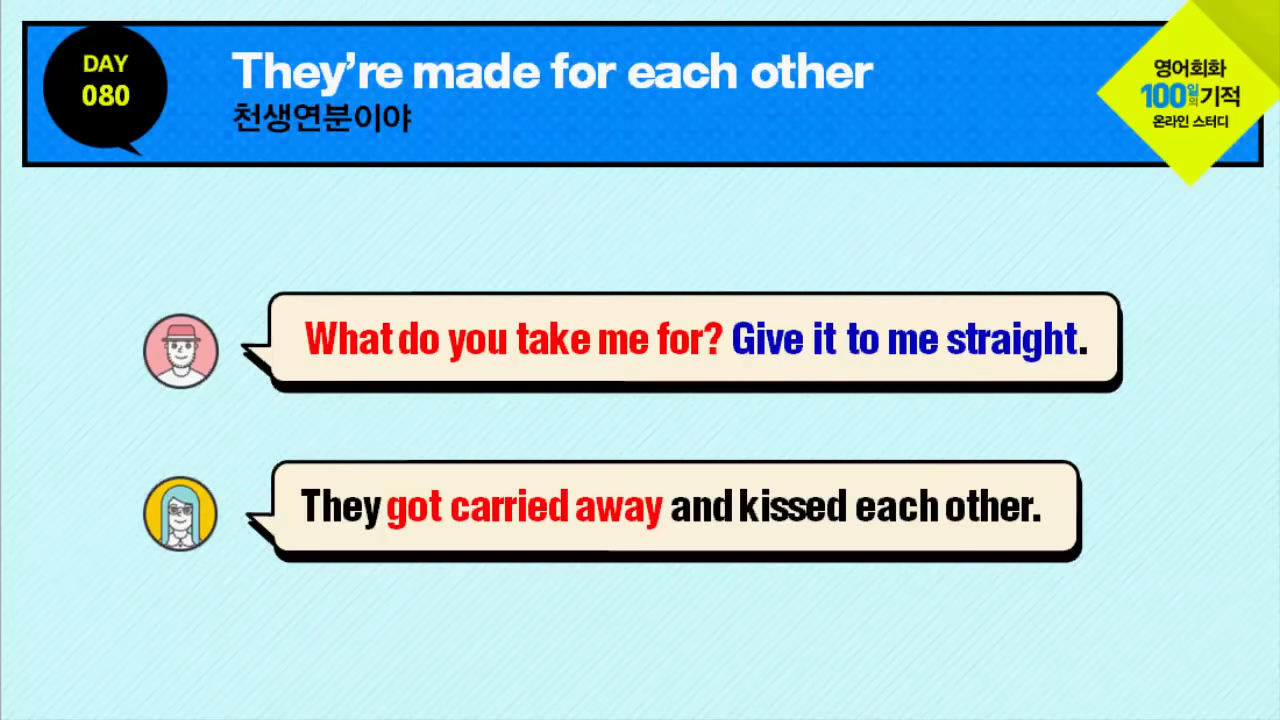 DAY
080
They're made for each other
천생연분이야
영어회화
100일의기적
온라인 스터디
What do you take me for? Give it to me straight.
They got carried away and kissed each other.